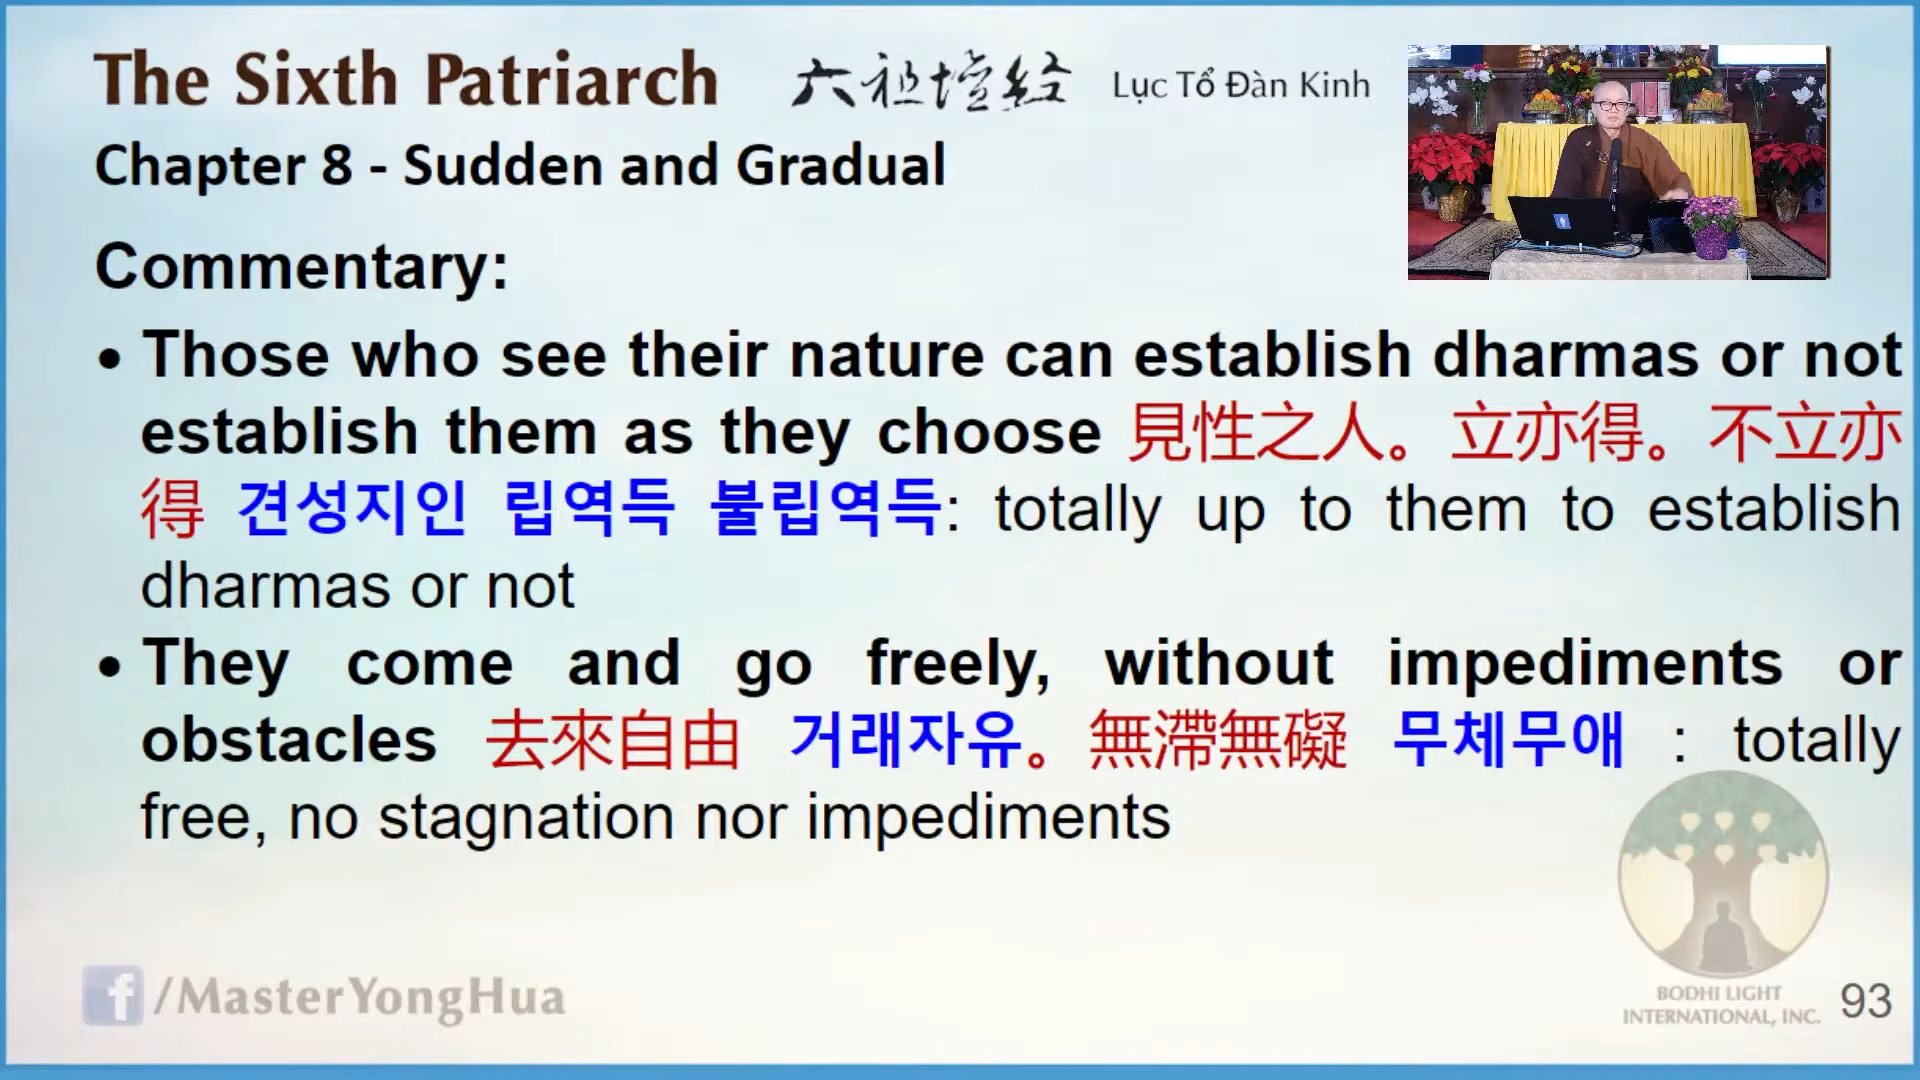 The Sixth Patriarch 六祖壇経 Lục Tổ Đàn Kinh
Chapter 8 - Sudden and Gradual
Commentary:
• Those who see their nature can establish dharmas or not
establish them as they choose 見性之人。立亦得。不立亦
得 견성지인 립역득 불립역득: totally up to them to establish
dharmas or not
• They come and go freely, without impediments or
obstacles 去來自由 거래자유。無滯無礙 무체무애 : totally
free, no stagnation nor impediments
f/MasterYongHua
BODHI LIGHT
INTERNATIONAL, INC.
93